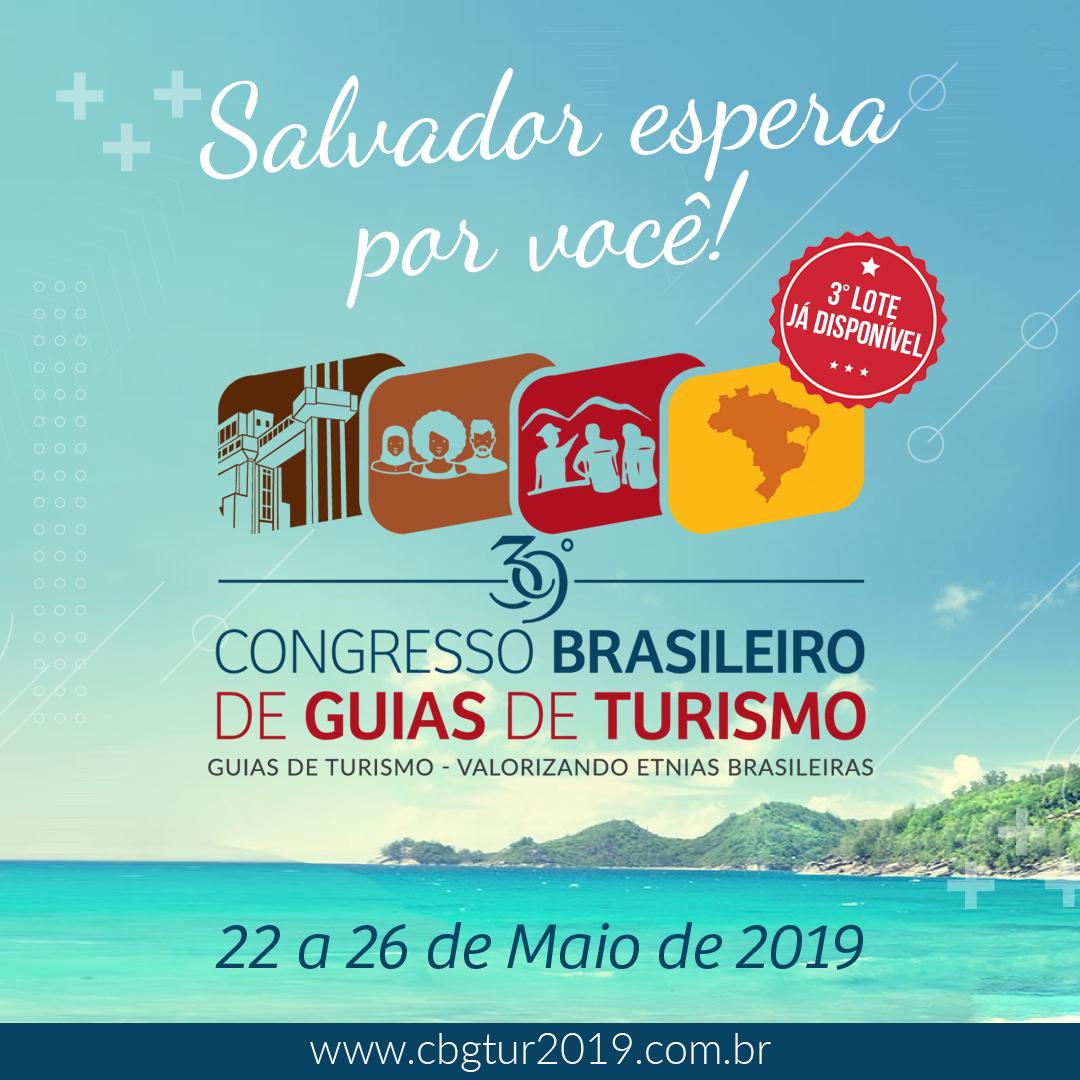 Salvador espera
por você!
3° LOTE
JÁ DISPONÍVEL
39°
CONGRESSO BRASILEIRO
DE GUIAS DE TURISMO
GUIAS DE TURISMO - VALORIZANDO ETNIAS BRASILEIRAS
22 a 26 de Maio de 2019
www.cbgtur2019.com.br